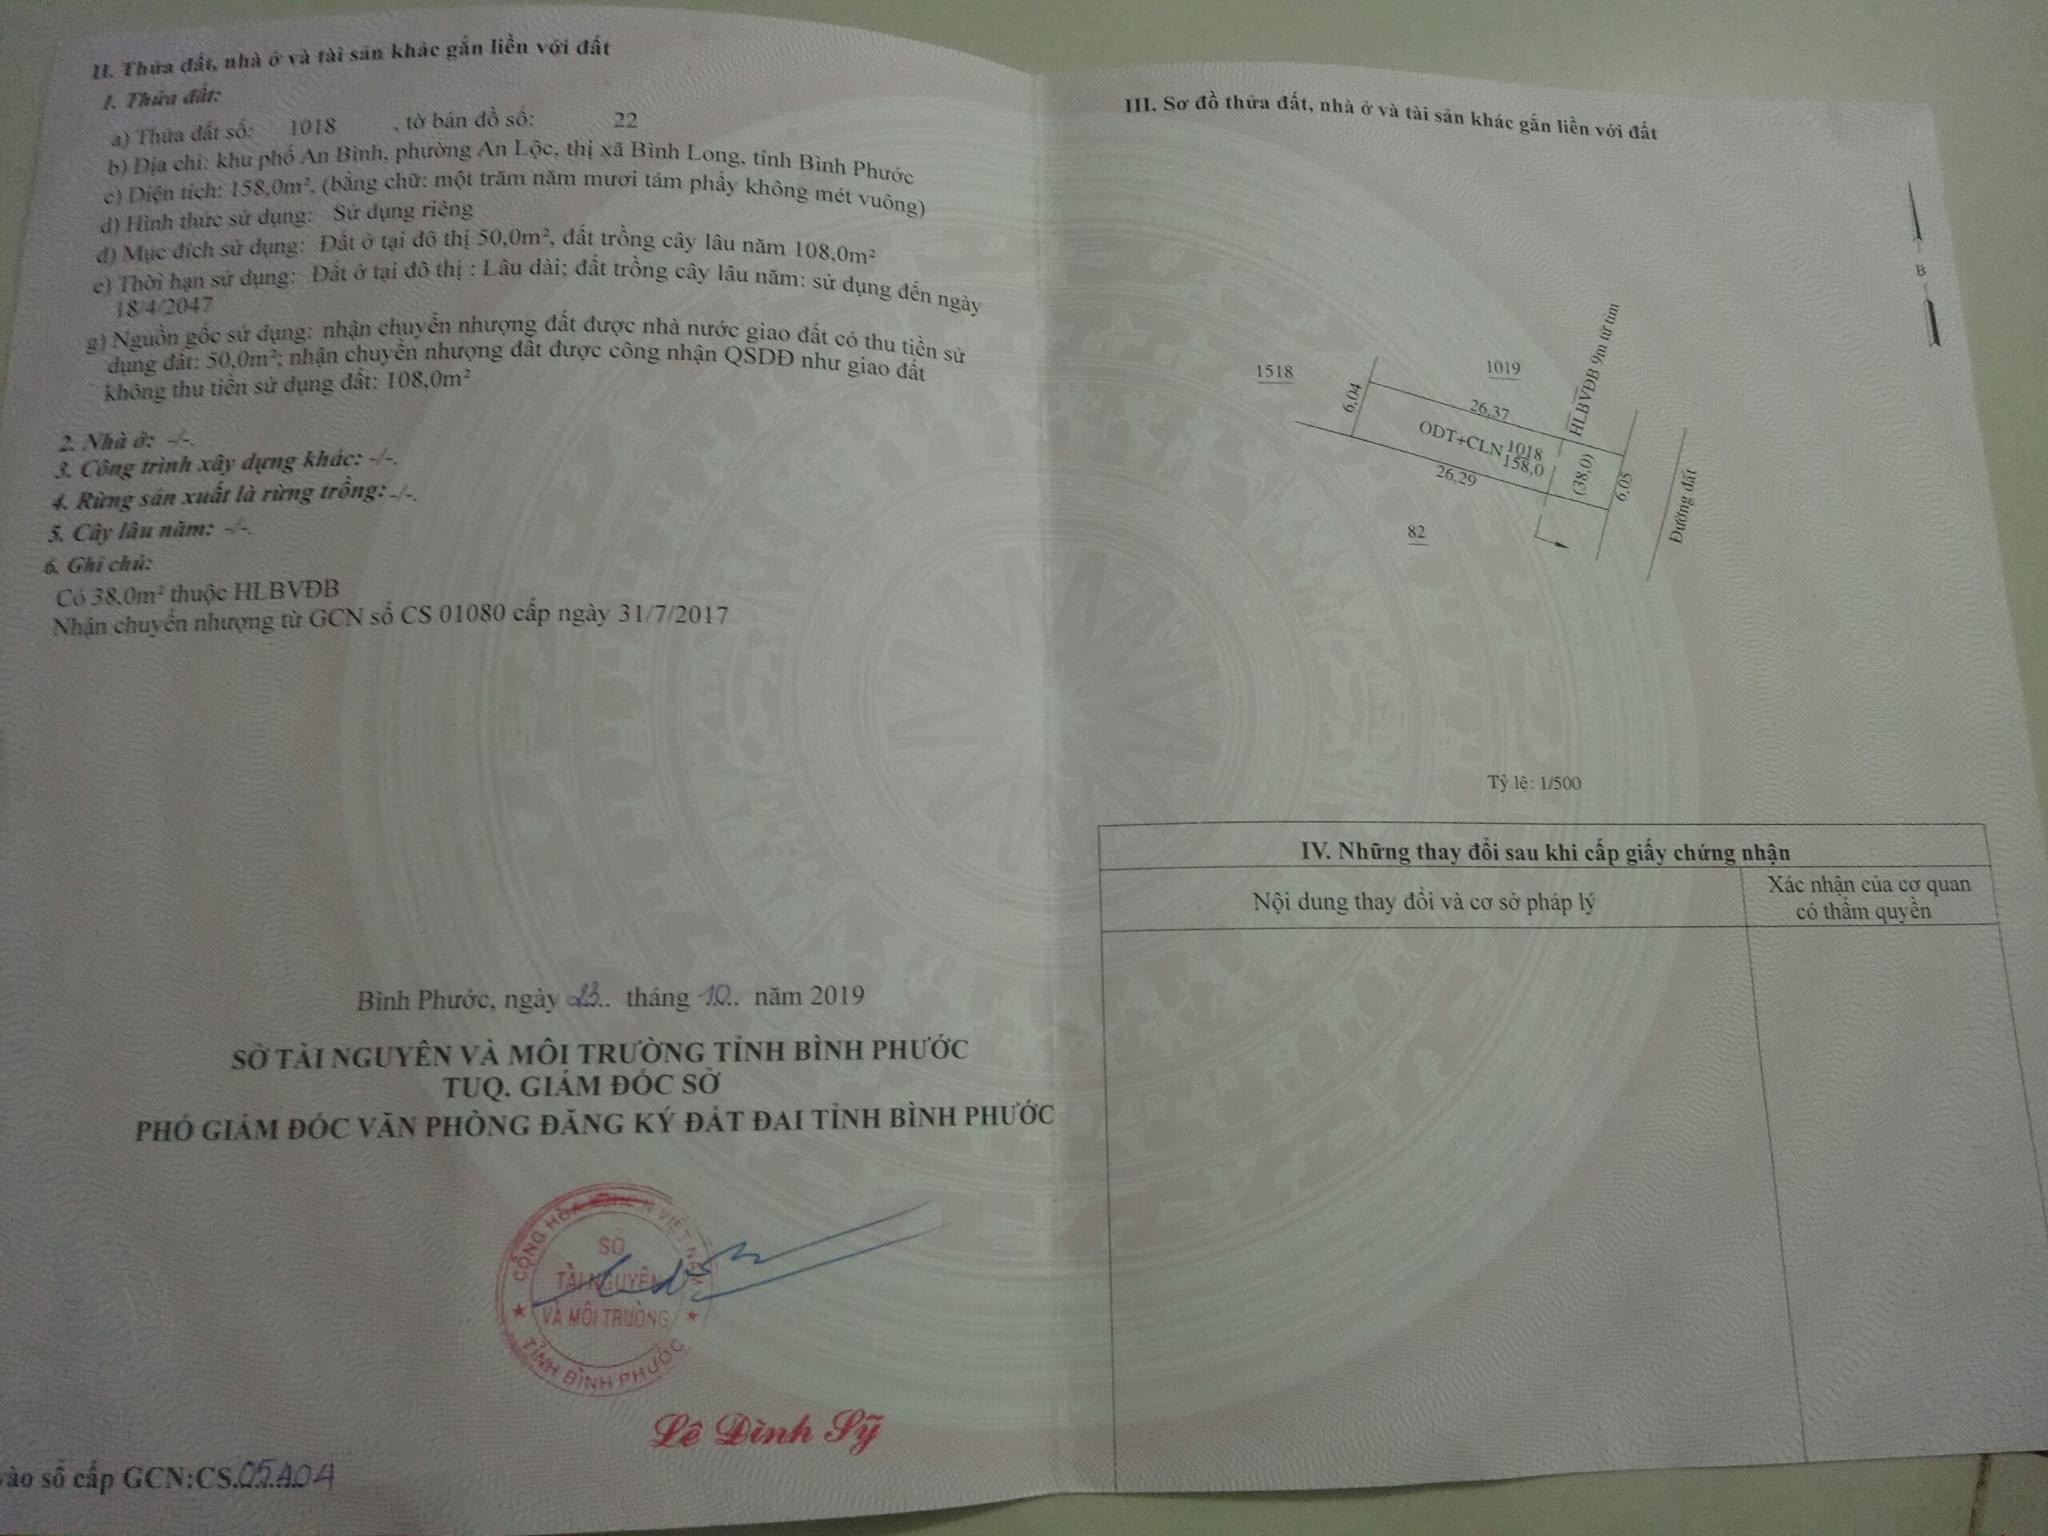 II. Thửa đất, nhà ở và tài sản khác gắn liền với đất
1. Thửa đất:
a) Thửa đất số: 1018 , tờ bản đồ số: 22
b) Địa chỉ: khu phố An Bình, phường An Lộc, thị xã Bình Long, tỉnh Bình Phước
c) Diện tích: 158,0m², (bằng chữ: một trăm năm mươi tám phẩy không mét vuông)
d) Hình thức sử dụng: Sử dụng riêng
đ) Mục đích sử dụng: Đất ở tại đô thị 50,0m², đất trồng cây lâu năm 108,0m²
e) Thời hạn sử dụng: Đất ở tại đô thị : Lâu dài; đất trồng cây lâu năm: sử dụng đến ngày
18/4/2047
g) Nguồn gốc sử dụng: nhận chuyển nhượng đất được nhà nước giao đất có thu tiền sử
dụng đất: 50,0m²; nhận chuyển nhượng đất được công nhận QSDĐ như giao đất
không thu tiền sử dụng đất: 108,0m²
2. Nhà ở: -/-.
3. Công trình xây dựng khác: -/-.
4. Rừng sản xuất là rừng trồng: -/-.
5. Cây lâu năm: -/-.
6. Ghi chú:
Có 38,0m² thuộc HLBVĐB
Nhận chuyển nhượng từ GCN số CS 01080 cấp ngày 31/7/2017
Bình Phước, ngày 23.. tháng 10.. năm 2019
SỞ TÀI NGUYÊN VÀ MÔI TRƯỜNG TỈNH BÌNH PHƯỚC
TUQ. GIÁM ĐỐC SỞ
PHÓ GIÁM ĐỐC VĂN PHÒNG ĐĂNG KÝ ĐẤT ĐAI TỈNH BÌNH PHƯỚC
CỘNG HÒA VIỆT NAM
SỞ
TÀI NGUYÊN
VÀ MÔI TRƯỜNG
TỈNH BÌNH PHƯỚC
Lê Đình Sỹ
vào sổ cấp GCN:CS.
III. Sơ đồ thửa đất, nhà ở và tài sản khác gắn liền với đất
B
HLBVĐB 9m từ tim
1518
1019
6,04
26,37
ODT+CLN 1018
158,0
(38,0)
26,29
6,05
Đường đất
82
Tỷ lệ: 1/500
IV. Những thay đổi sau khi cấp giấy chứng nhận
Nội dung thay đổi và cơ sở pháp lý
Xác nhận của cơ quan
có thẩm quyền